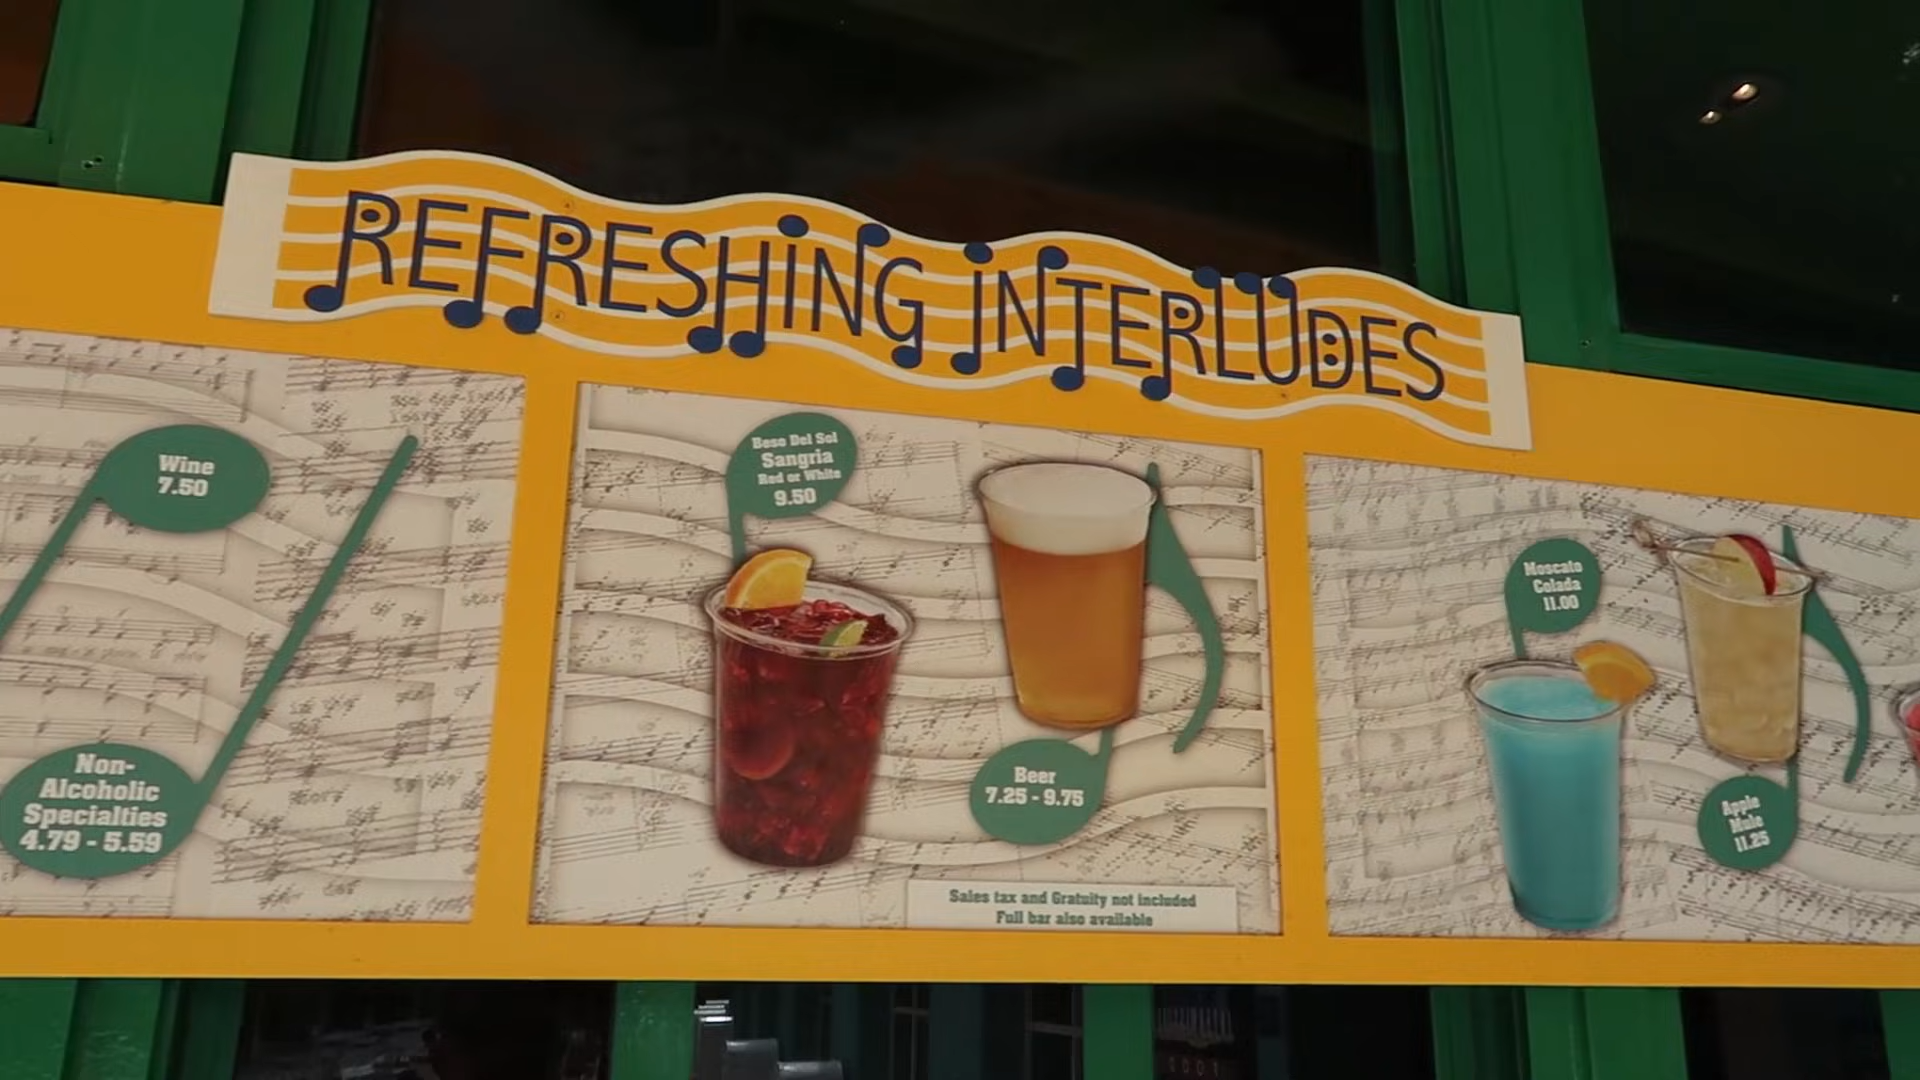 REFRESHING INTERLUDES
Wine
7.50
Non-
Alcoholic
Specialties
4.79 - 5.59
Beso Del Sol
Sangria
Red or White
9.50
Beer
7.25 - 9.75
Sales tax and Gratuity not included
Full bar also available
Moscato
Colada
11.00
Apple
Mule
11.25